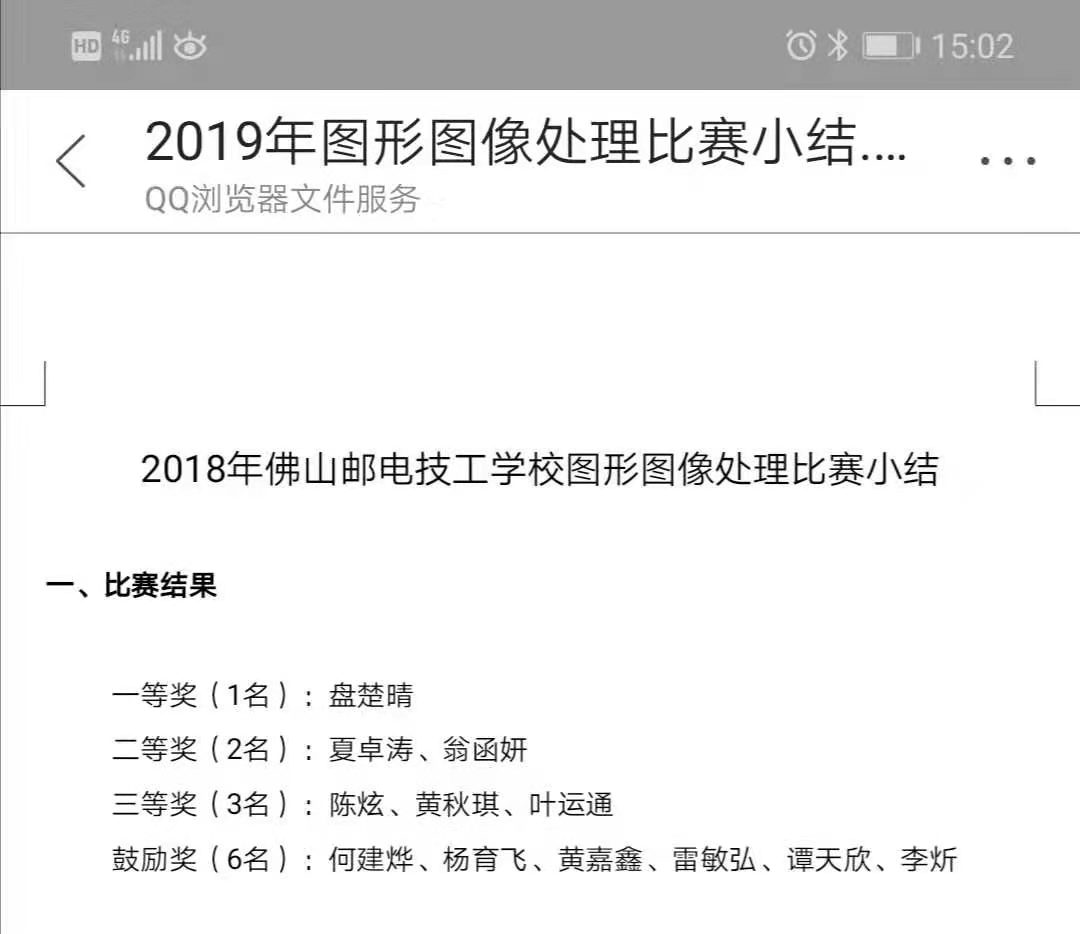 HD 4G 15:02
2019年图形图像处理比赛小结....
QQ浏览器文件服务
2018年佛山邮电技工学校图形图像处理比赛小结
一、比赛结果
一等奖（1名）：盘楚晴
二等奖（2名）：夏卓涛、翁函妍
三等奖（3名）：陈炫、黄秋琪、叶运通
鼓励奖（6名）：何建烨、杨育飞、黄嘉鑫、雷敏弘、谭天欣、李炘